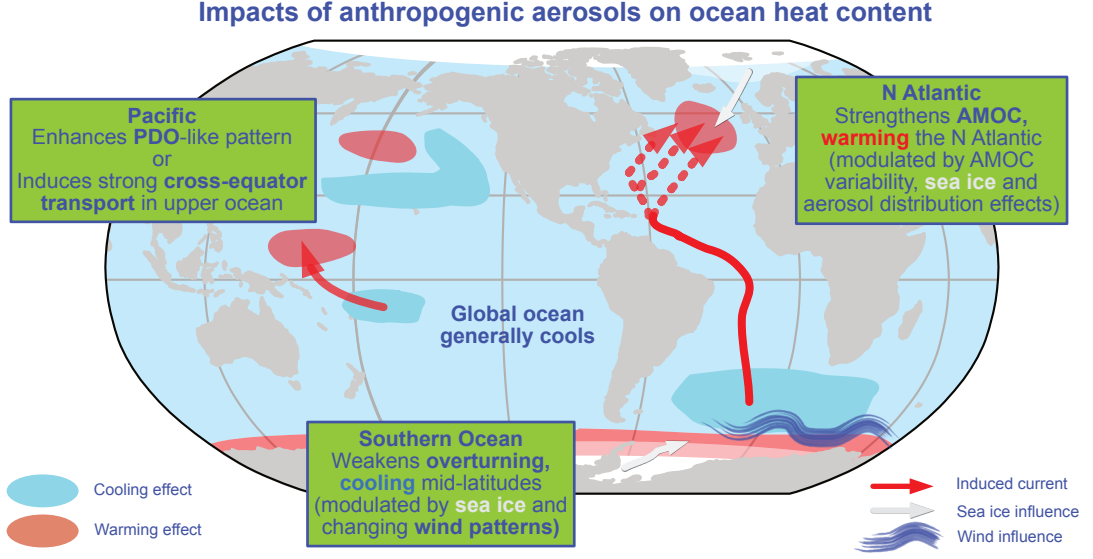 Impacts of anthropogenic aerosols on ocean heat content
Pacific
Enhances PDO-like pattern
or
Induces strong cross-equator
transport in upper ocean
N Atlantic
Strengthens AMOC,
warming the N Atlantic
(modulated by AMOC
variability, sea ice and
aerosol distribution effects)
Global ocean
generally cools
Southern Ocean
Weakens overturning,
cooling mid-latitudes
(modulated by sea ice and
changing wind patterns)
Cooling effect
Warming effect
Induced current
Sea ice influence
Wind influence